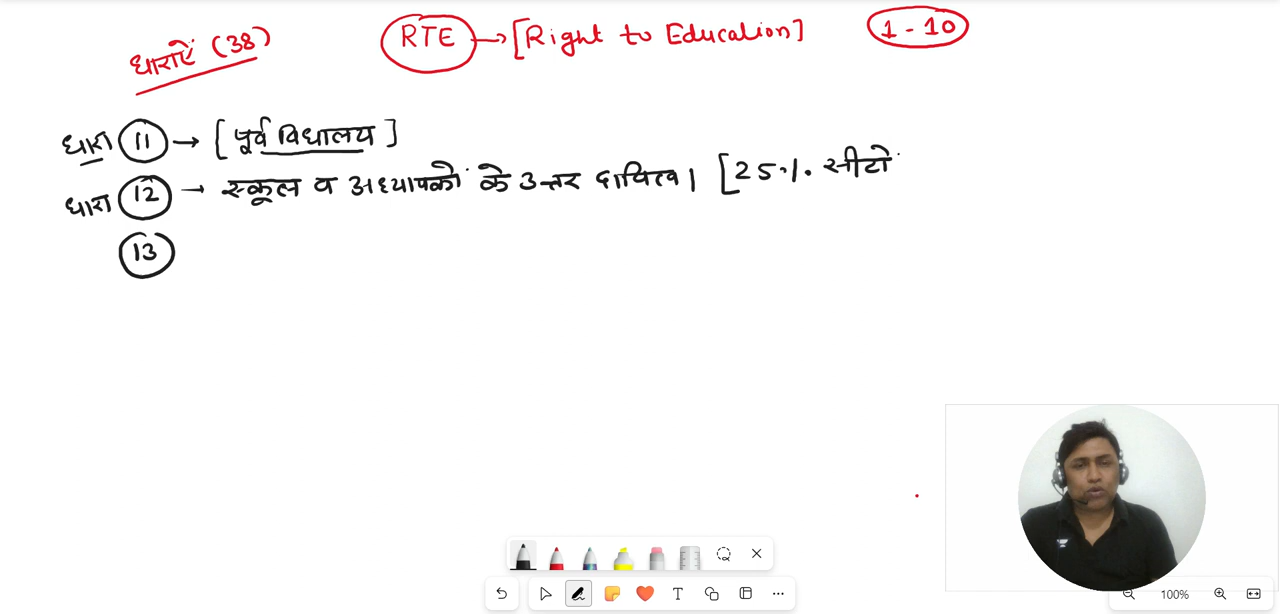 धाराऐं (38)
RTE → [Right to Education]
1 - 10
धारा 11 → [पूर्व विधालय]
धारा 12 → स्कूल व अध्यापकों के उत्तर दायित्व। [25% सीटों
13
100%